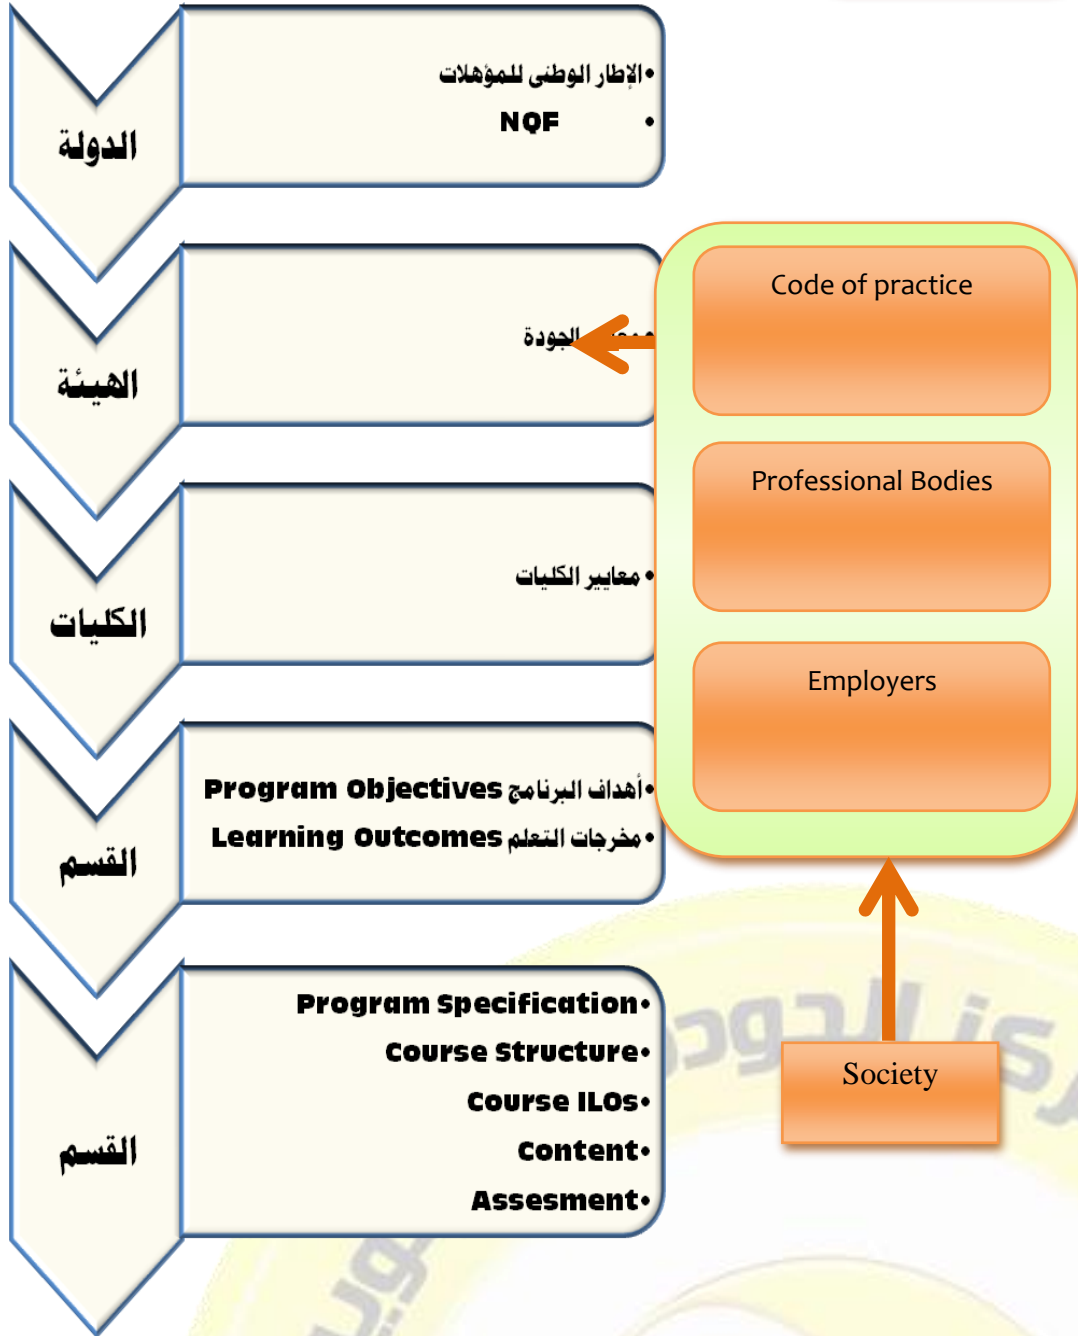 الدولة
•الإطار الوطنى للمؤهلات
• NQF
الهيئة
• الجودة
Code of practice
Professional Bodies
Employers
الكليات
• معايير الكليات
القسم
•أهداف البرنامج Program Objectives
•مخرجات التعلم Learning Outcomes
القسم
Program Specification•
Course Structure•
Course ILOs•
Content•
Assesment•
Society